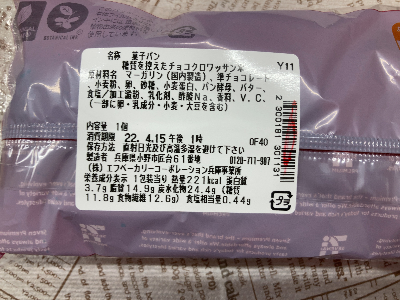 名称 菓子パン
糖質を控えたチョコクロワッサン
Y11
原材料名 マーガリン(国内製造)、準チョコレート
、小麦粉、卵、砂糖、小麦蛋白、パン酵母、バター、
食塩/加工澱粉、乳化剤、酢酸Na、香料、V.C、
(一部に卵・乳成分・小麦・大豆を含む)
内容量 1個
消費期限 22. 4.15午後 1時
OF40
保存方法 直射日光及び高温多湿を避けて下さい
製造者 兵庫県小野市匠台61番地 0120-711-987
(株)エフベーカリーコーポレーション兵庫事業所
栄養成分表示 1包装当り 熱量221kcal 蛋白質
3.7g 脂質14.9g 炭水化物24.4g(糖質
11.8g 食物繊維12.6g) 食塩相当量0.44g